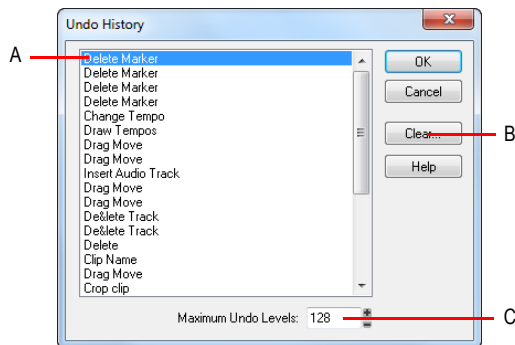 Undo History
A
Delete Marker
Delete Marker
Delete Marker
Delete Marker
Change Tempo
Draw Tempos
Drag Move
Drag Move
Insert Audio Track
Drag Move
Drag Move
De&lete Track
De&lete Track
Delete
Clip Name
Drag Move
Crop clip
OK
Cancel
Clear...
B
Help
Maximum Undo Levels: 128
C